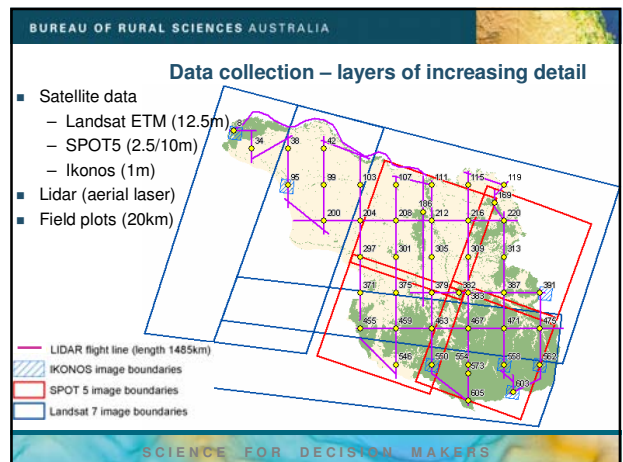 BUREAU OF RURAL SCIENCES AUSTRALIA
Data collection – layers of increasing detail
■ Satellite data
– Landsat ETM (12.5m)
– SPOT5 (2.5/10m)
– Ikonos (1m)
■ Lidar (aerial laser)
■ Field plots (20km)
34 38 42
95 99 103 107 111 115 119
186 169
200 204 208 212 216 220
297 301 305 309 313
371 375 379 382 383 387 391
455 459 463 467 471 475
546 550 554 558 562
573
603
605
LIDAR flight line (length 1485km)
IKONOS image boundaries
SPOT 5 image boundaries
Landsat 7 image boundaries
SCIENCE FOR DECISION MAKERS